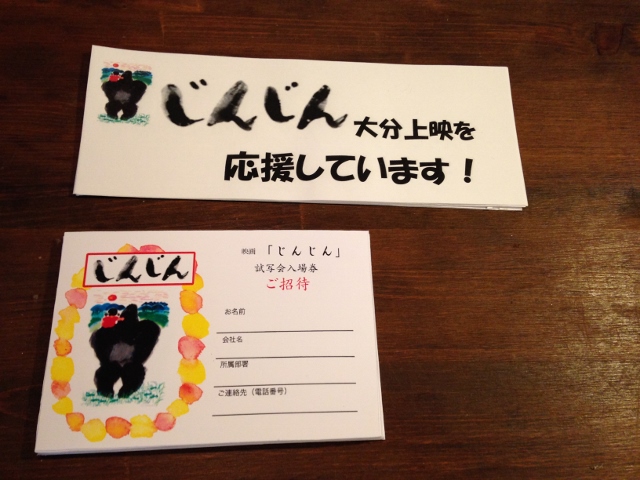 じんじん
大分上映を
応援しています！
じんじん
映画「じんじん」
試写会入場券
ご招待
お名前
会社名
所属部署
ご連絡先（電話番号）